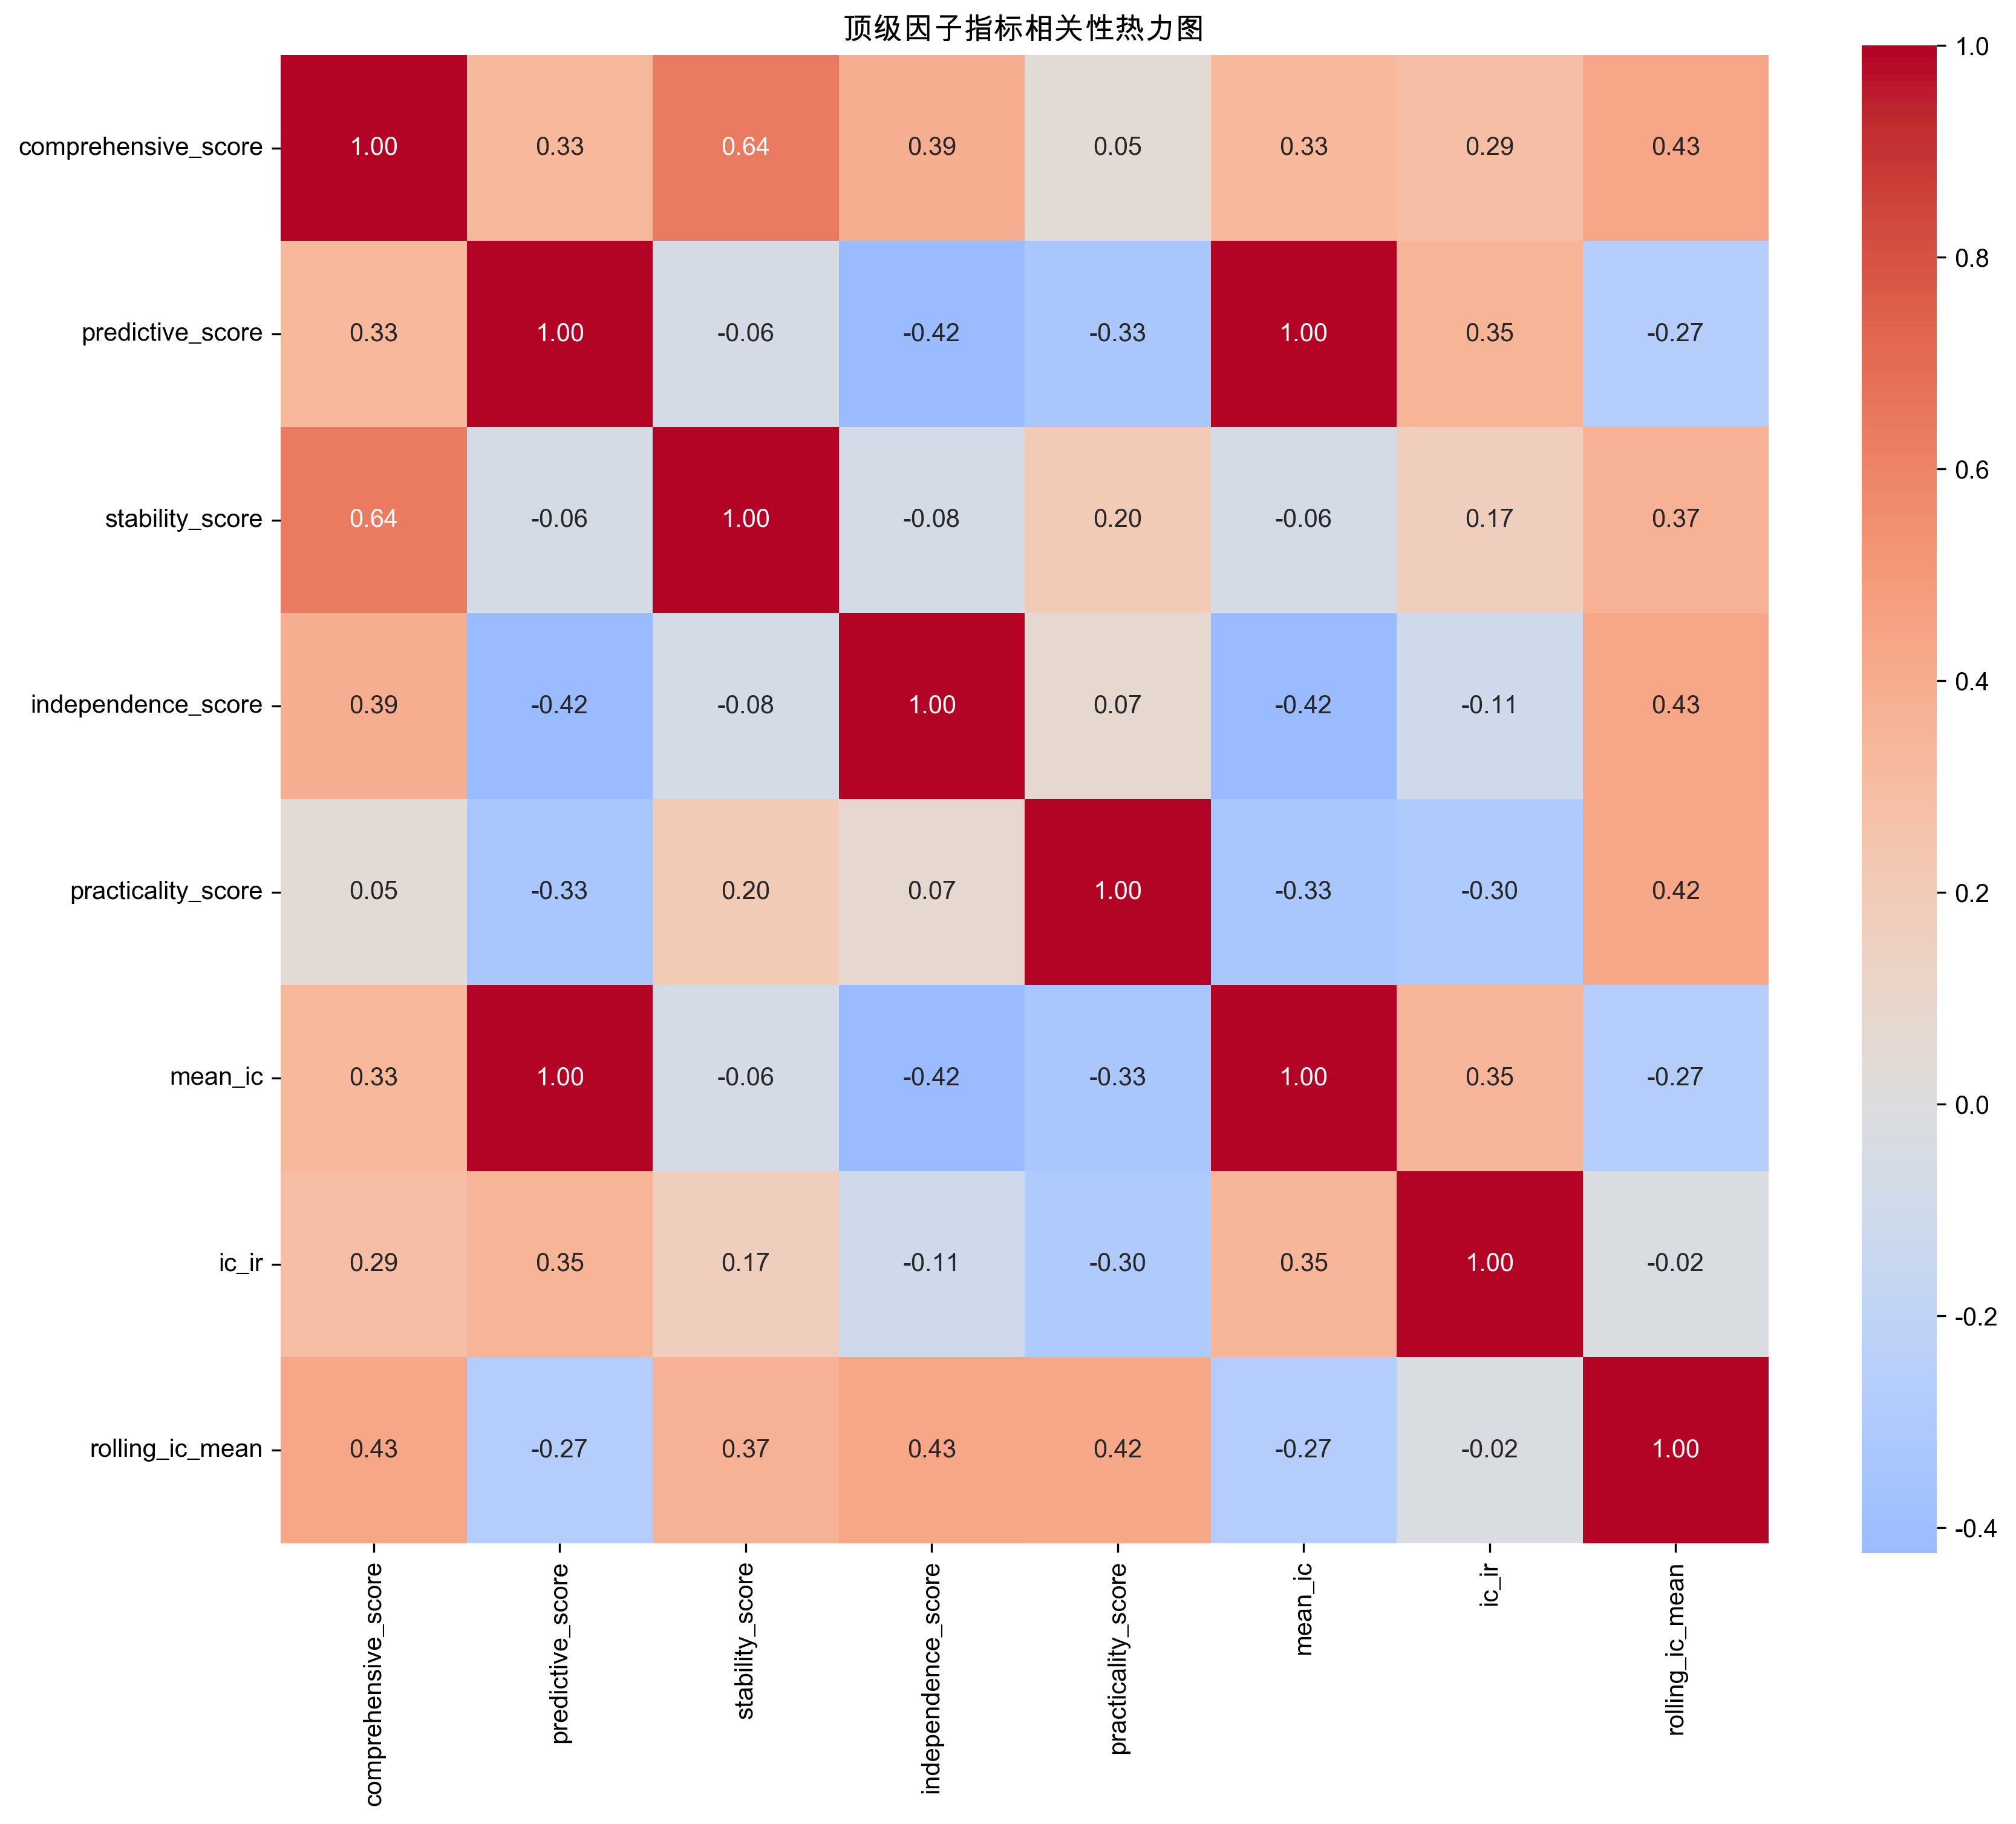 顶级因子指标相关性热力图
comprehensive_score 1.00 0.33 0.64 0.39 0.05 0.33 0.29 0.43
predictive_score 0.33 1.00 -0.06 -0.42 -0.33 1.00 0.35 -0.27
stability_score 0.64 -0.06 1.00 -0.08 0.20 -0.06 0.17 0.37
independence_score 0.39 -0.42 -0.08 1.00 0.07 -0.42 -0.11 0.43
practicality_score 0.05 -0.33 0.20 0.07 1.00 -0.33 -0.30 0.42
mean_ic 0.33 1.00 -0.06 -0.42 -0.33 1.00 0.35 -0.27
ic_ir 0.29 0.35 0.17 -0.11 -0.30 0.35 1.00 -0.02
rolling_ic_mean 0.43 -0.27 0.37 0.43 0.42 -0.27 -0.02 1.00
comprehensive_score
predictive_score
stability_score
independence_score
practicality_score
mean_ic
ic_ir
rolling_ic_mean
1.0
0.8
0.6
0.4
0.2
0.0
-0.2
-0.4